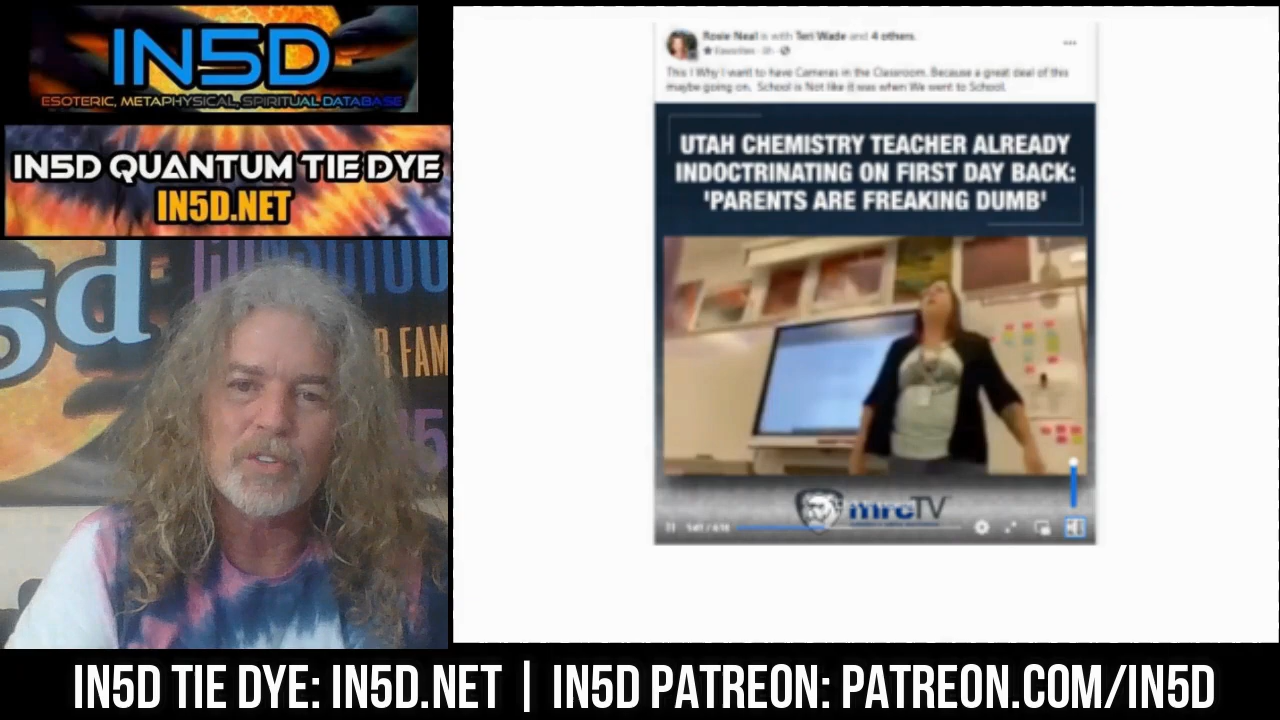 IN5D
ESOTERIC, METAPHYSICAL, SPIRITUAL DATABASE
IN5D QUANTUM TIE DYE
IN5D.NET
5d
R FAM
Rosie Neal is with Teri Wade and 4 others.
This ! Why I want to have Cameras in the Classroom. Because a great deal of this
maybe going on. School is Not like it was when We went to School.
UTAH CHEMISTRY TEACHER ALREADY
INDOCTRINATING ON FIRST DAY BACK:
'PARENTS ARE FREAKING DUMB'
mrcTV
IN5D TIE DYE: IN5D.NET | IN5D PATREON: PATREON.COM/IN5D